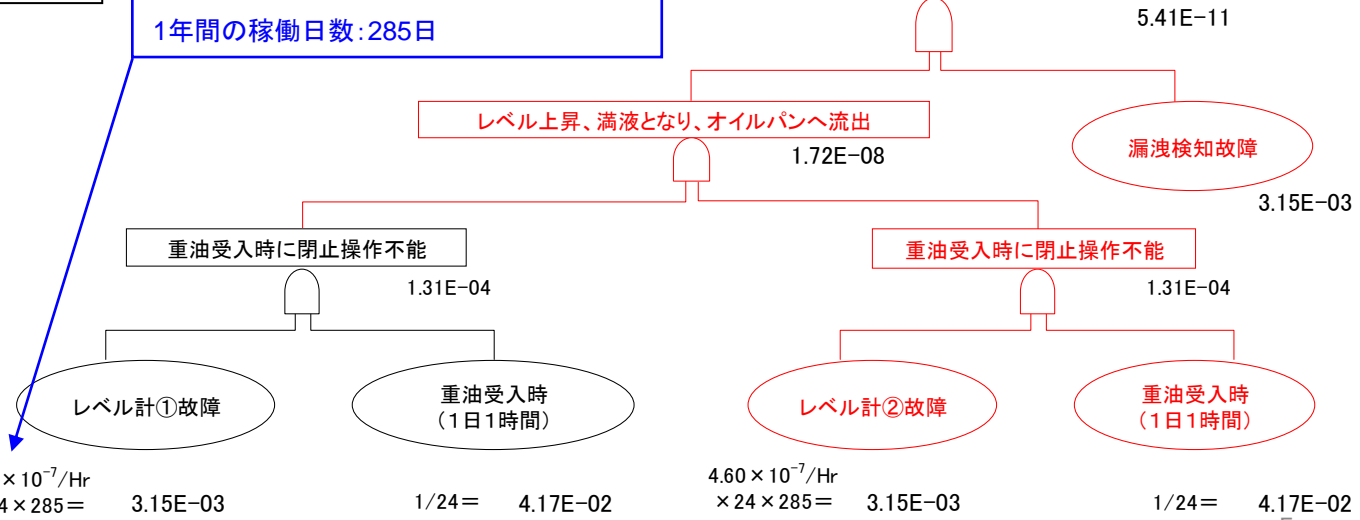 1年間の稼働日数:285日
5.41E-11
レベル上昇、満液となり、オイルパンへ流出
1.72E-08
漏洩検知故障
3.15E-03
重油受入時に閉止操作不能
1.31E-04
重油受入時に閉止操作不能
1.31E-04
レベル計①故障
重油受入時
(1日1時間)
レベル計②故障
重油受入時
(1日1時間)
×10⁻⁷/Hr
4×285= 3.15E-03
1/24= 4.17E-02
4.60×10⁻⁷/Hr
×24×285= 3.15E-03
1/24= 4.17E-02